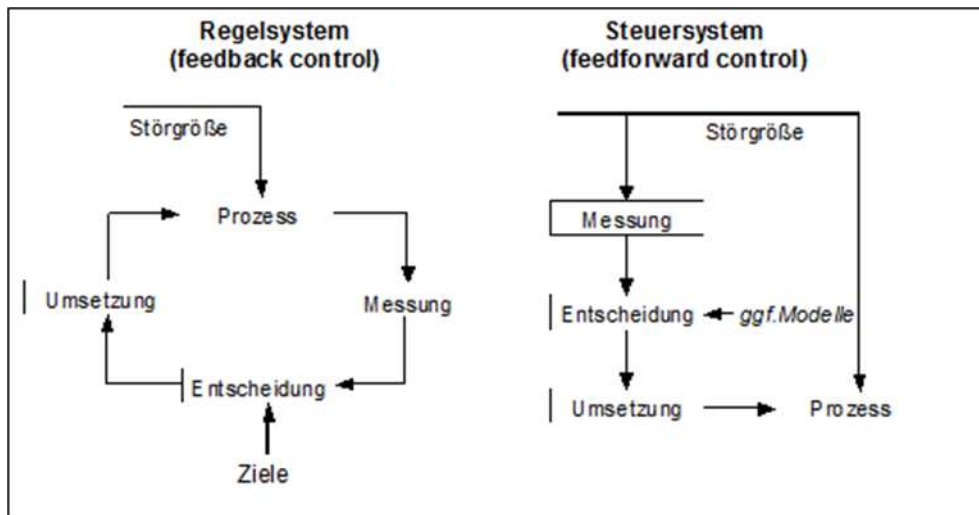 Regelsystem
(feedback control)
Störgröße
Prozess
Umsetzung
Messung
Entscheidung
Ziele
Steuersystem
(feedforward control)
Störgröße
Messung
Entscheidung
ggf.Modelle
Umsetzung
Prozess